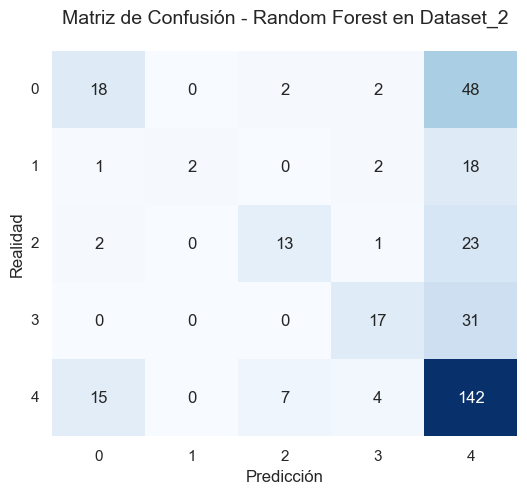 Matriz de Confusión - Random Forest en Dataset_2
0 18 0 2 2 48
1 1 2 0 2 18
2 2 0 13 1 23
3 0 0 0 17 31
4 15 0 7 4 142
0 1 2 3 4
Realidad
Predicción